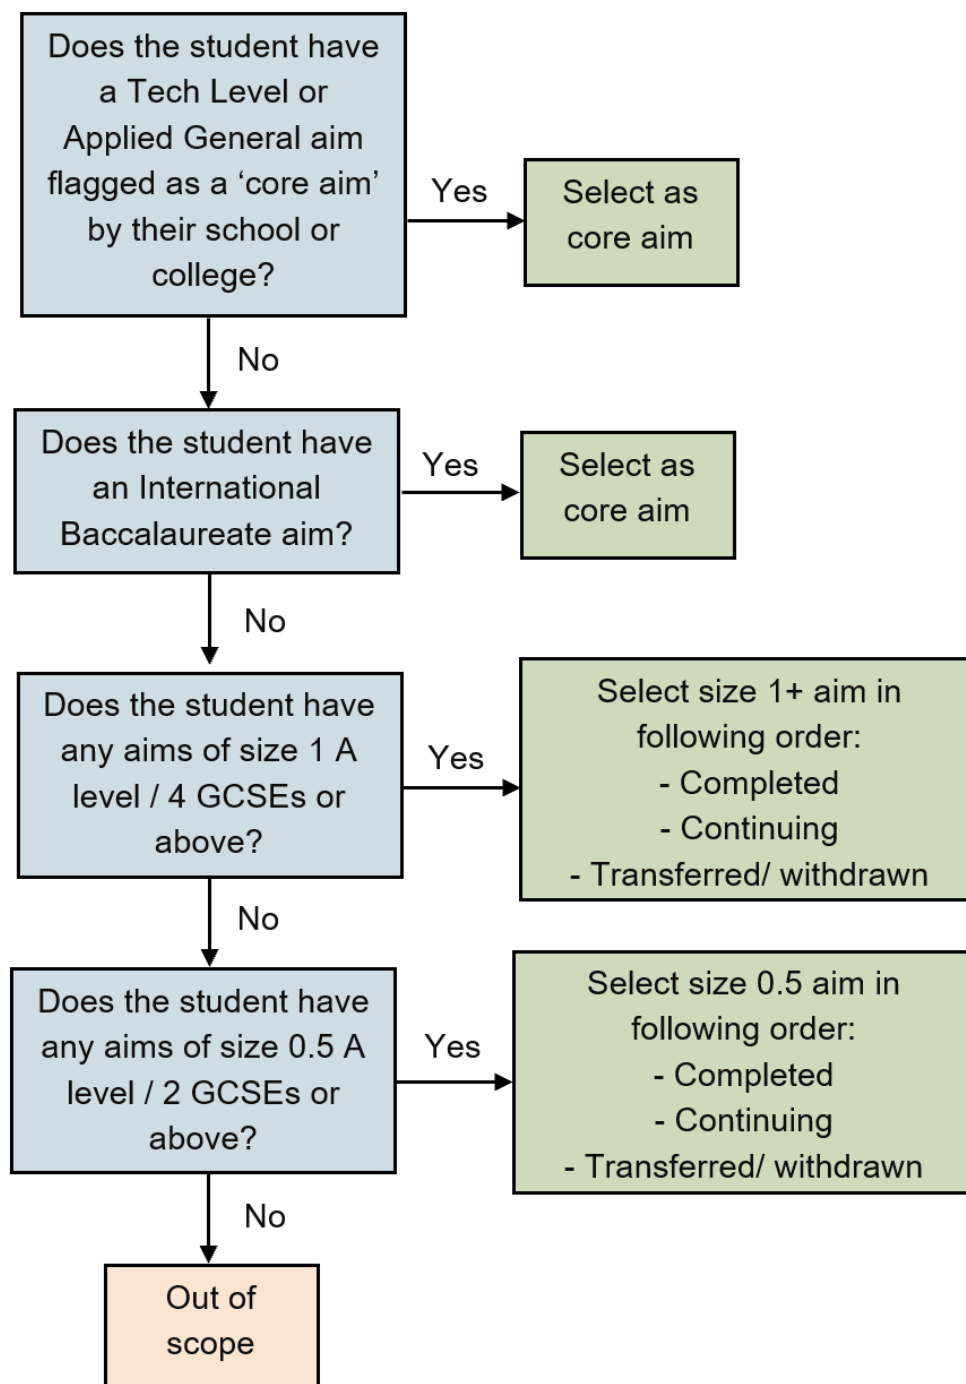 Does the student have
a Tech Level or
Applied General aim
flagged as a ‘core aim’
by their school or
college?
Yes
Select as
core aim
No
Does the student have
an International
Baccalaureate aim?
Yes
Select as
core aim
No
Does the student have
any aims of size 1 A
level / 4 GCSEs or
above?
Yes
Select size 1+ aim in
following order:
- Completed
- Continuing
- Transferred/ withdrawn
No
Does the student have
any aims of size 0.5 A
level / 2 GCSEs or
above?
Yes
Select size 0.5 aim in
following order:
- Completed
- Continuing
- Transferred/ withdrawn
No
Out of
scope